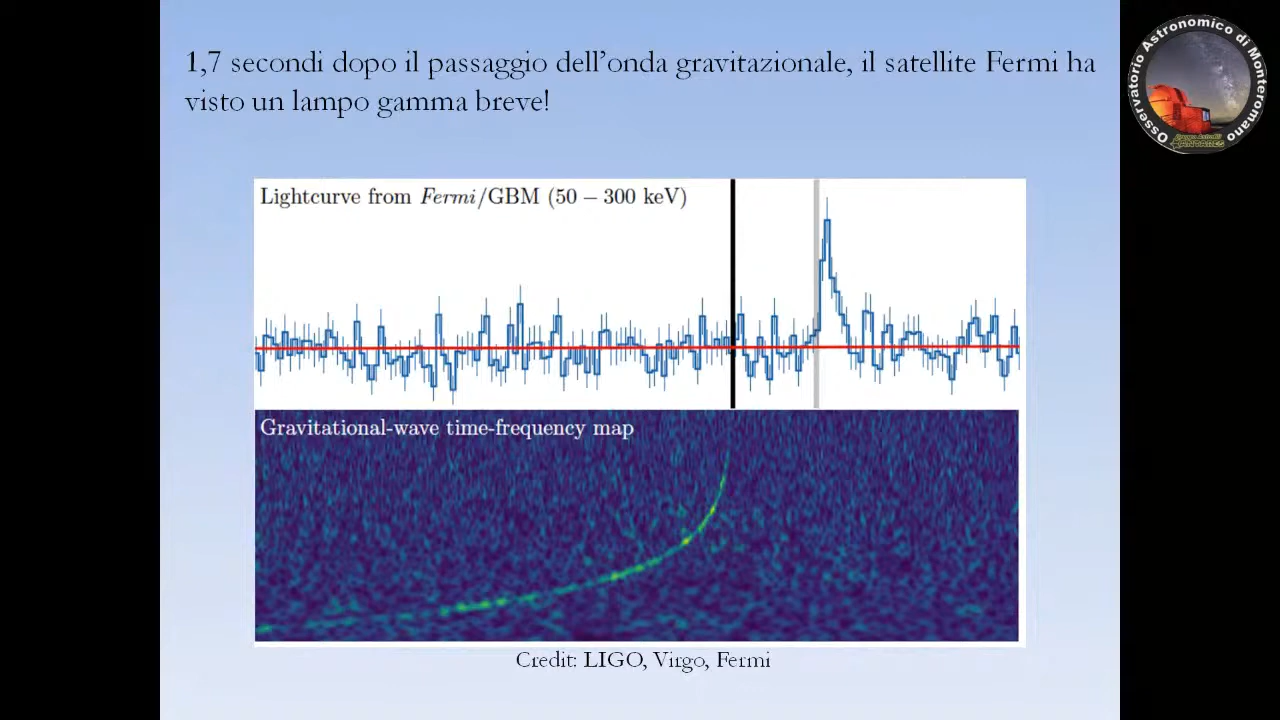 1,7 secondi dopo il passaggio dell'onda gravitazionale, il satellite Fermi ha
visto un lampo gamma breve!
Osservatorio Astronomico di Monteromano
Lightcurve from Fermi/GBM (50 – 300 keV)
Gravitational-wave time-frequency map
Credit: LIGO, Virgo, Fermi